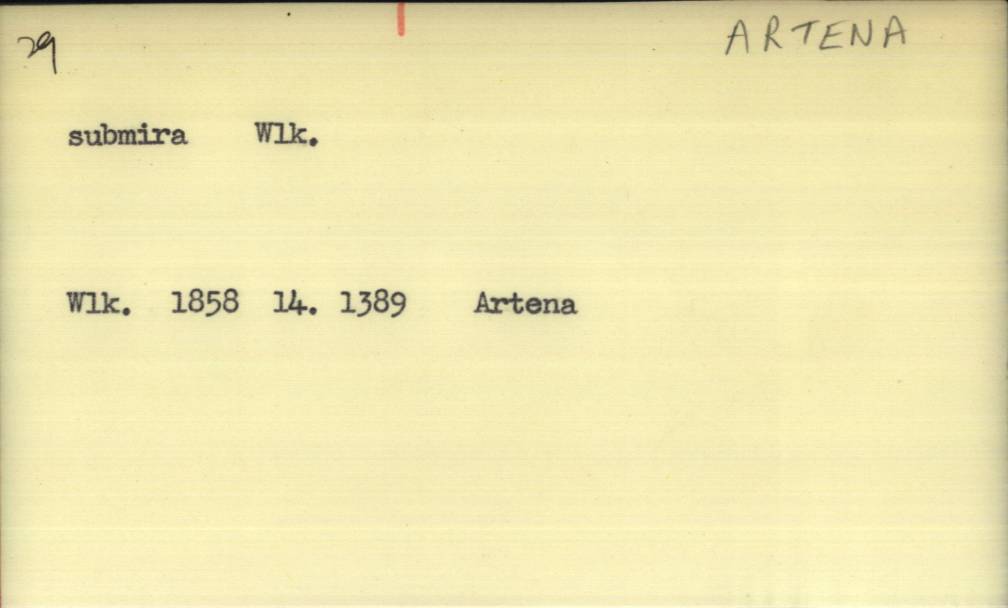 29
ARTENA
submira Wlk.
Wlk. 1858 14. 1389 Artena